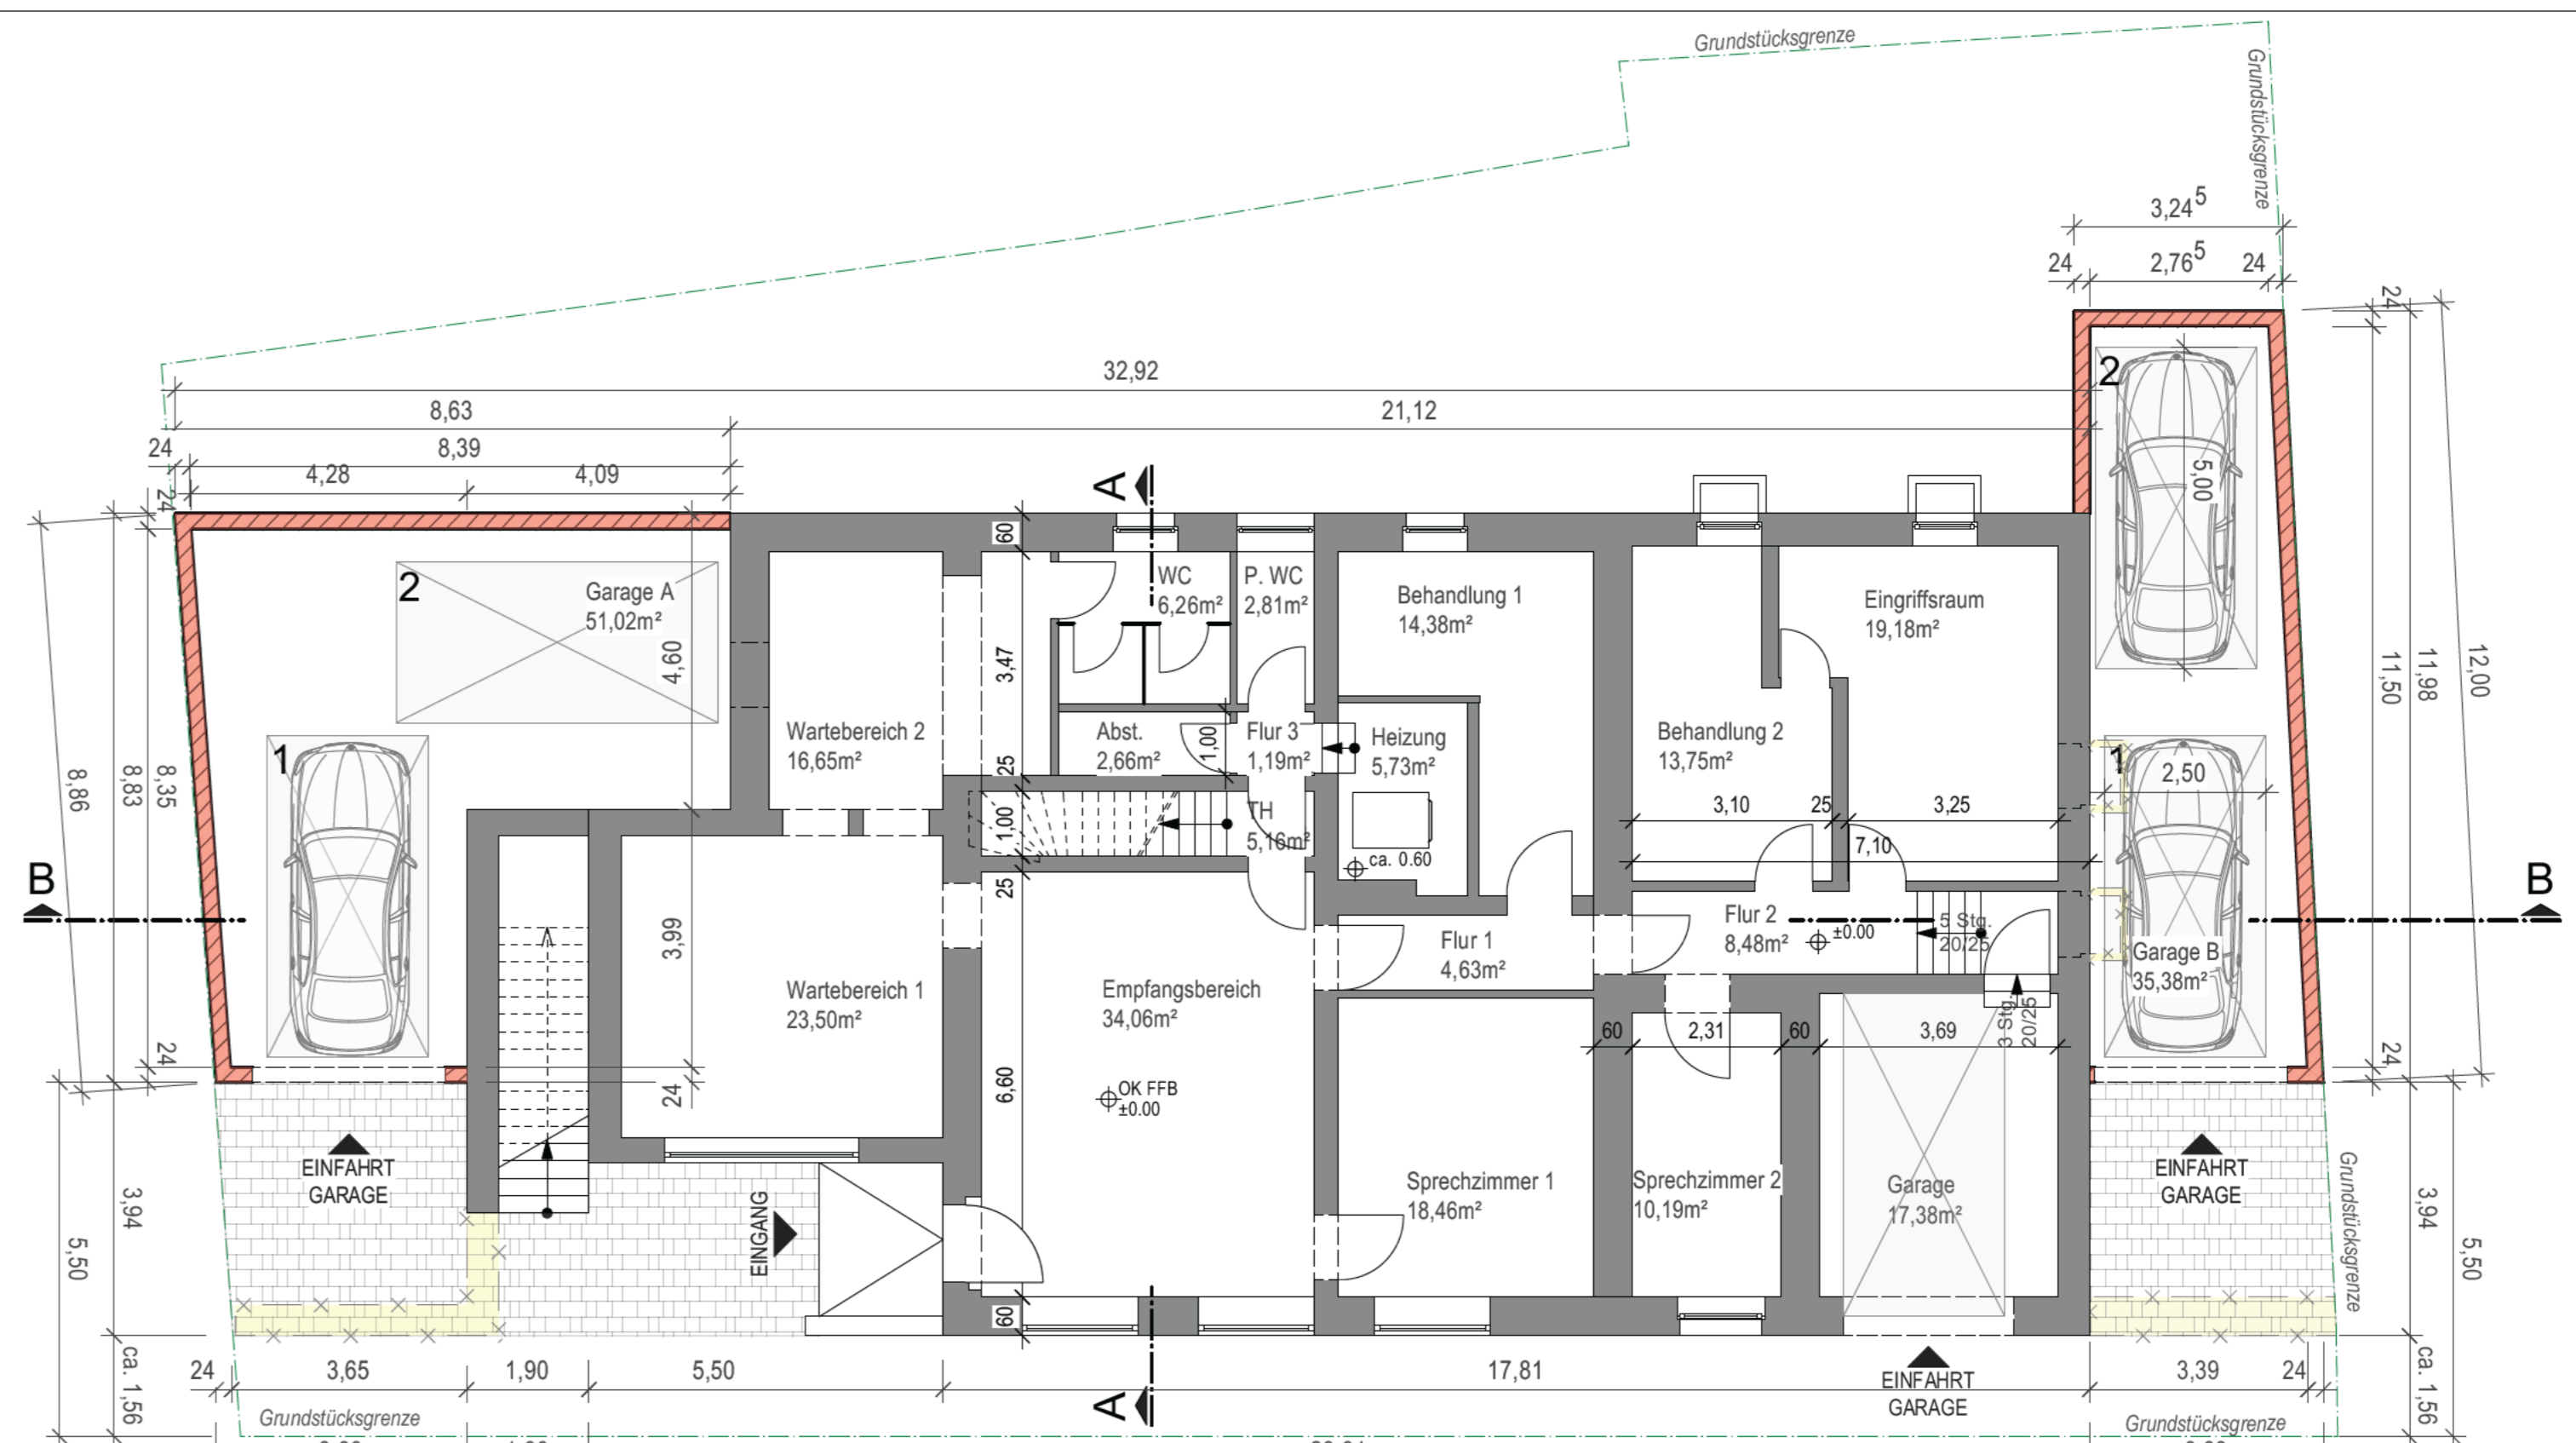 Grundstücksgrenze
Grundstücksgrenze
3,24⁵
24 2,76⁵ 24
32,92
8,63 21,12
24 8,39
4,28 4,09
24
24
A
2
Garage A
51,02m²
4,60
1
8,86
8,83
8,35
60
3,47
25
1,00
25
6,60
60
WC
6,26m²
P. WC
2,81m²
Behandlung 1
14,38m²
Eingriffsraum
19,18m²
2
5,00
11,50
11,98
12,00
Wartebereich 2
16,65m²
Abst.
2,66m²
1,00
Flur 3
1,19m²
Heizung
5,73m²
Behandlung 2
13,75m²
1
2,50
3,10 25 3,25
7,10
TH
5,16m²
ca. 0.60
B
B
3,99
24
Flur 1
4,63m²
Flur 2
8,48m²
±0.00
5 Stg.
20/25
3 Stg.
20/25
Garage B
35,38m²
Wartebereich 1
23,50m²
Empfangsbereich
34,06m²
OK FFB
±0.00
60 2,31 60 3,69
24
24
EINFAHRT
GARAGE
EINGANG
Sprechzimmer 1
18,46m²
Sprechzimmer 2
10,19m²
Garage
17,38m²
EINFAHRT
GARAGE
Grundstücksgrenze
3,94
5,50
3,94
5,50
ca. 1,56
ca. 1,56
24 3,65 1,90 5,50 17,81 3,39 24
A
EINFAHRT
GARAGE
Grundstücksgrenze
Grundstücksgrenze